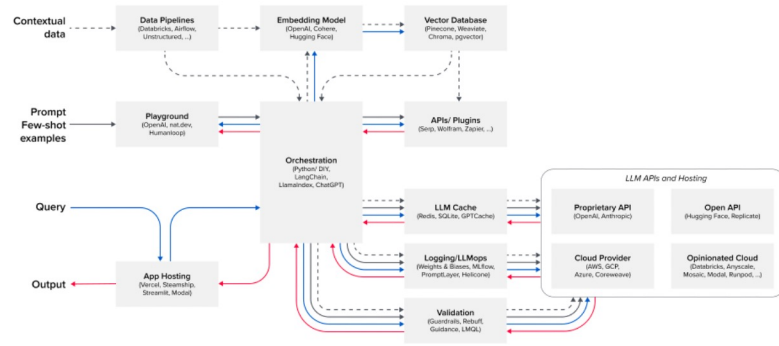 Contextual
data
Data Pipelines
(Databricks, Airflow,
Unstructured, ...)
Embedding Model
(OpenAI, Cohere,
Hugging Face)
Vector Database
(Pinecone, Weaviate,
Chroma, pgvector)
Prompt
Few-shot
examples
Playground
(OpenAI, nat.dev,
Humanloop)
Orchestration
(Python/ DIY,
LangChain,
LlamaIndex, ChatGPT)
APIs/ Plugins
(Serp, Wolfram, Zapier, ...)
Query
Output
App Hosting
(Vercel, Steamship,
Streamlit, Modal)
LLM Cache
(Redis, SQLite, GPTCache)
Logging/LLMops
(Weights & Biases, MLflow,
PromptLayer, Helicone)
Validation
(Guardrails, Rebuff,
Guidance, LMQL)
LLM APIs and Hosting
Proprietary API
(OpenAI, Anthropic)
Open API
(Hugging Face, Replicate)
Cloud Provider
(AWS, GCP,
Azure, Coreweave)
Opinionated Cloud
(Databricks, Anyscale,
Mosaic, Modal, Runpod, ...)